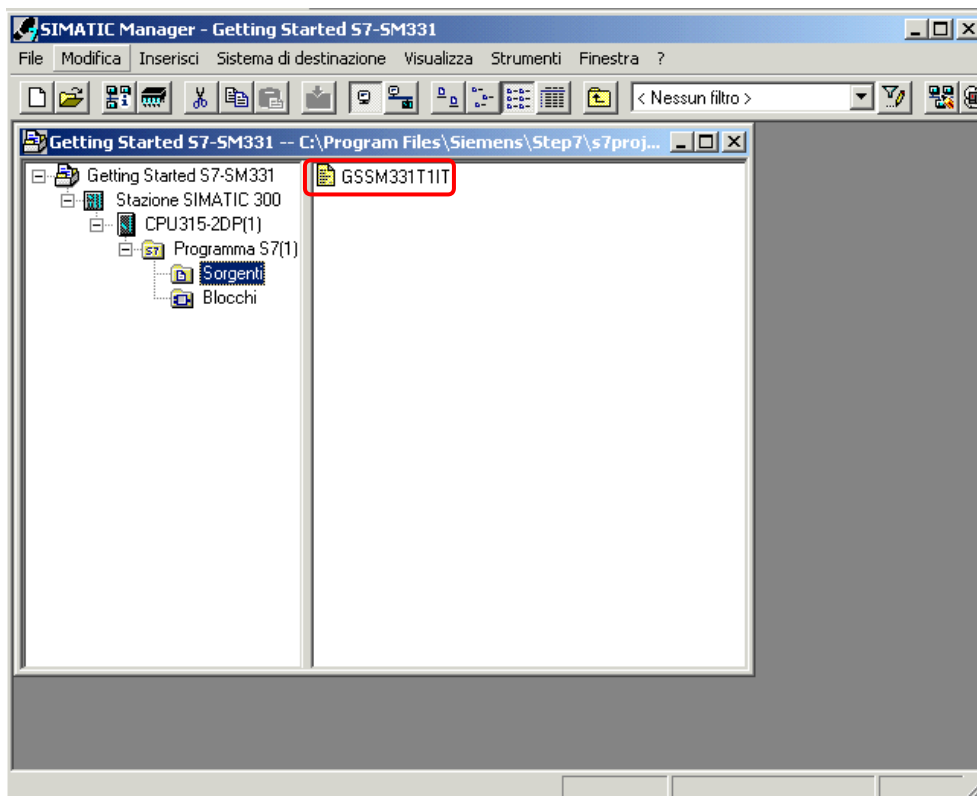 SIMATIC Manager - Getting Started S7-SM331
File Modifica Inserisci Sistema di destinazione Visualizza Strumenti Finestra ?
< Nessun filtro >
Getting Started S7-SM331 -- C:\Program Files\Siemens\Step7\s7proj...
Getting Started S7-SM331
GSSM331T1IT
Stazione SIMATIC 300
CPU315-2DP(1)
S7 Programma S7(1)
Sorgenti
Blocchi